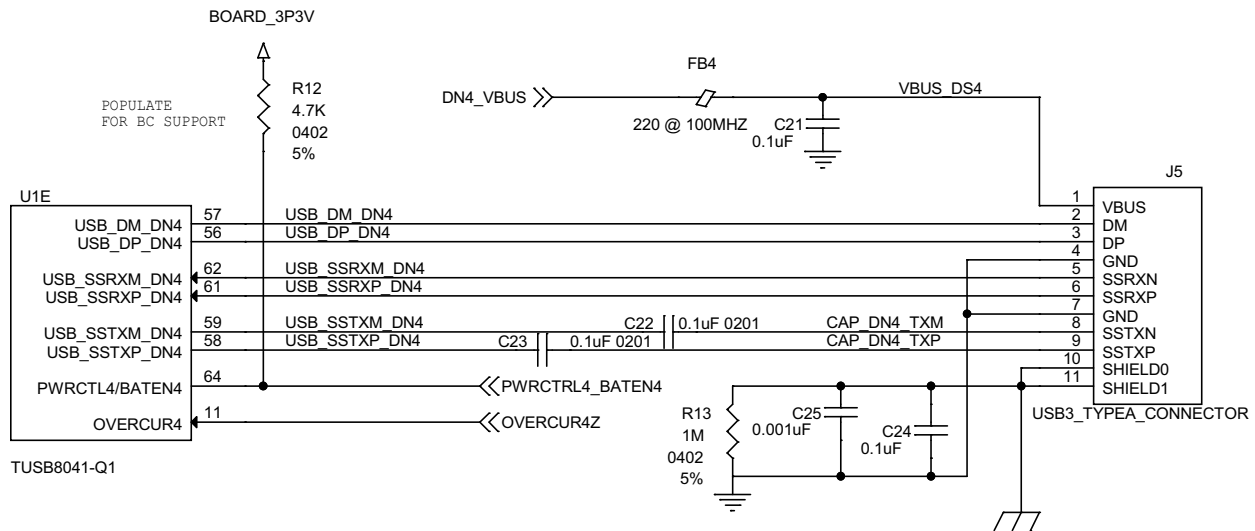 BOARD_3P3V
FB4
R12
4.7K
0402
5%
POPULATE
FOR BC SUPPORT
DN4_VBUS
VBUS_DS4
220 @ 100MHZ
C21
0.1uF
J5
U1E
1
VBUS
USB_DM_DN4
57
USB_DM_DN4
2
DM
USB_DP_DN4
56
USB_DP_DN4
3
DP
4
GND
USB_SSRXM_DN4
62
USB_SSRXM_DN4
5
SSRXN
USB_SSRXP_DN4
61
USB_SSRXP_DN4
6
SSRXP
7
GND
USB_SSTXM_DN4
59
USB_SSTXM_DN4
C22
0.1uF 0201
CAP_DN4_TXM
8
SSTXN
USB_SSTXP_DN4
58
USB_SSTXP_DN4
C23
0.1uF 0201
CAP_DN4_TXP
9
SSTXP
10
SHIELD0
PWRCTL4/BATEN4
64
PWRCTRL4_BATEN4
11
SHIELD1
OVERCUR4
11
OVERCUR4Z
USB3_TYPEA_CONNECTOR
R13
1M
0402
5%
C25
0.001uF
C24
0.1uF
TUSB8041-Q1